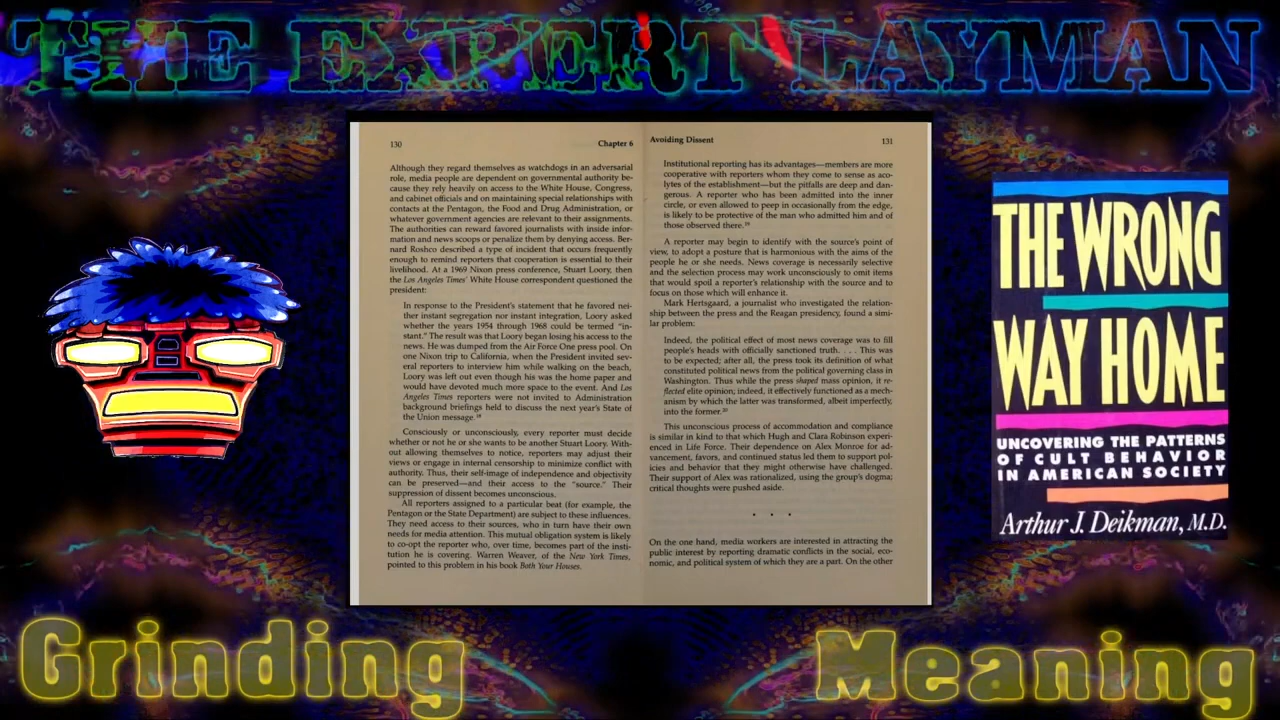 THE EXPERT LAYMAN
130
Chapter 6
Although they regard themselves as watchdogs in an adversarial
role, media people are dependent on governmental authority be-
cause they rely heavily on access to the White House, Congress,
and cabinet officials and on maintaining special relationships with
contacts at the Pentagon, the Food and Drug Administration, or
whatever government agencies are relevant to their assignments.
The authorities can reward favored journalists with inside infor-
mation and news scoops or penalize them by denying access. Ber-
nard Roshco described a type of incident that occurs frequently
enough to remind reporters that cooperation is essential to their
livelihood. At a 1969 Nixon press conference, Stuart Loory, then
the Los Angeles Times' White House correspondent questioned the
president:
In response to the President's statement that he favored nei-
ther instant segregation nor instant integration, Loory asked
whether the years 1954 through 1968 could be termed "in-
stant." The result was that Loory began losing his access to the
news. He was dumped from the Air Force One press pool. On
one Nixon trip to California, when the President invited sev-
eral reporters to interview him while walking on the beach,
Loory was left out even though his was the home paper and
would have devoted much more space to the event. And Los
Angeles Times reporters were not invited to Administration
background briefings held to discuss the next year's State of
the Union message.¹⁸
Consciously or unconsciously, every reporter must decide
whether or not he or she wants to be another Stuart Loory. With-
out allowing themselves to notice, reporters may adjust their
views or engage in internal censorship to minimize conflict with
authority. Thus, their self-image of independence and objectivity
can be preserved—and their access to the "source." Their
suppression of dissent becomes unconscious.
All reporters assigned to a particular beat (for example, the
Pentagon or the State Department) are subject to these influences.
They need access to their sources, who in turn have their own
needs for media attention. This mutual obligation system is likely
to co-opt the reporter who, over time, becomes part of the insti-
tution he is covering. Warren Weaver, of the New York Times,
pointed to this problem in his book Both Your Houses.
Avoiding Dissent
131
Institutional reporting has its advantages—members are more
cooperative with reporters whom they come to sense as aco-
lytes of the establishment—but the pitfalls are deep and dan-
gerous. A reporter who has been admitted into the inner
circle, or even allowed to peep in occasionally from the edge,
is likely to be protective of the man who admitted him and of
those observed there.¹⁹
A reporter may begin to identify with the source's point of
view, to adopt a posture that is harmonious with the aims of the
people he or she needs. News coverage is necessarily selective
and the selection process may work unconsciously to omit items
that would spoil a reporter's relationship with the source and to
focus on those which will enhance it.
Mark Hertsgaard, a journalist who investigated the relation-
ship between the press and the Reagan presidency, found a simi-
lar problem:
Indeed, the political effect of most news coverage was to fill
people's heads with officially sanctioned truth. . . . This was
to be expected; after all, the press took its definition of what
constituted political news from the political governing class in
Washington. Thus while the press shaped mass opinion, it re-
flected elite opinion; indeed, it effectively functioned as a mech-
anism by which the latter was transformed, albeit imperfectly,
into the former.²⁰
This unconscious process of accommodation and compliance
is similar in kind to that which Hugh and Clara Robinson experi-
enced in Life Force. Their dependence on Alex Monroe for ad-
vancement, favors, and continued status led them to support pol-
icies and behavior that they might otherwise have challenged.
Their support of Alex was rationalized, using the group's dogma;
critical thoughts were pushed aside.
. . .
On the one hand, media workers are interested in attracting the
public interest by reporting dramatic conflicts in the social, eco-
nomic, and political system of which they are a part. On the other
THE WRONG
WAY HOME
UNCOVERING THE PATTERNS
OF CULT BEHAVIOR
IN AMERICAN SOCIETY
Arthur J. Deikman, M.D.
Grinding
Meaning